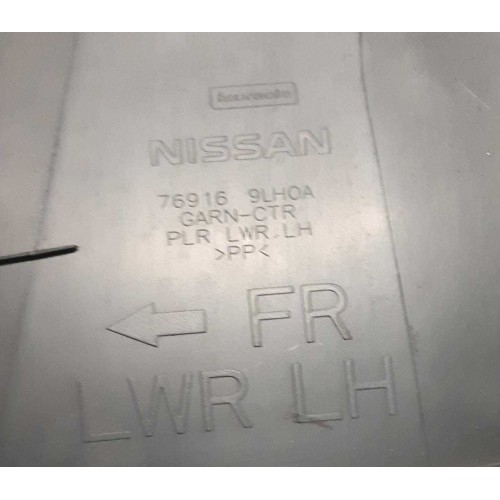 NISSAN
76916 9LH0A
GARN-CTR
PLR LWR LH
>PP<
← FR
LWR LH